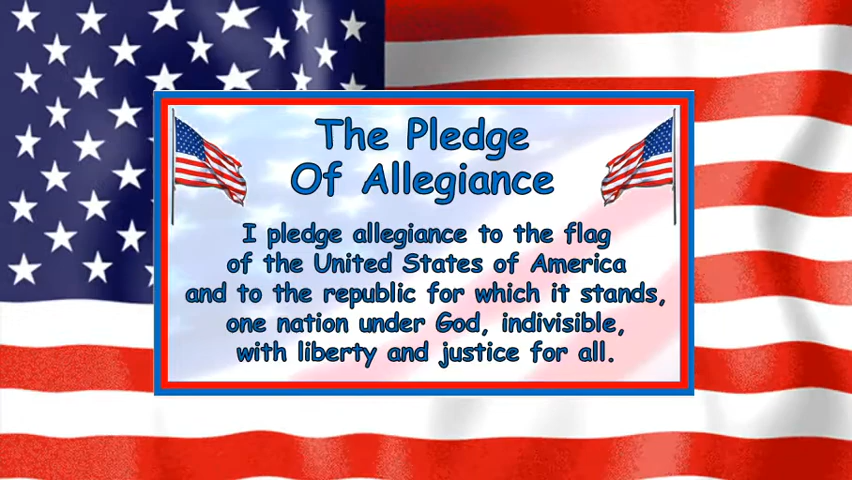 The Pledge
Of Allegiance
I pledge allegiance to the flag
of the United States of America
and to the republic for which it stands,
one nation under God, indivisible,
with liberty and justice for all.